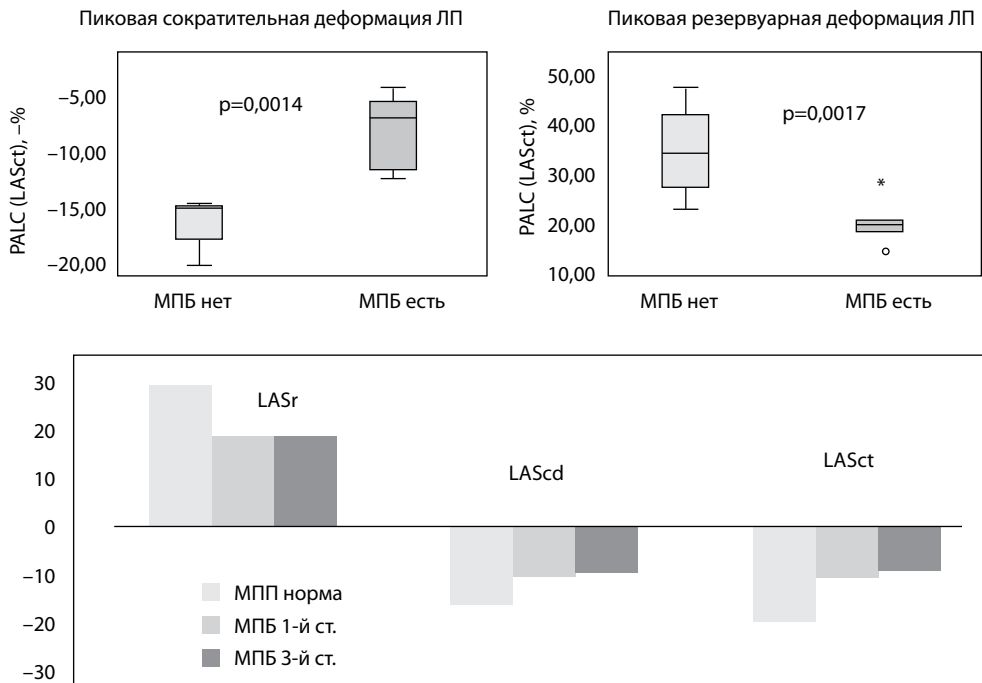 Пиковая сократительная деформация ЛП
PALC (LASct), –%
–5,00
–10,00
–15,00
–20,00
p=0,0014
МПБ нет
МПБ есть
Пиковая резервуарная деформация ЛП
PALC (LASct), %
50,00
40,00
30,00
20,00
10,00
p=0,0017
*
МПБ нет
МПБ есть
30
20
10
0
–10
–20
–30
LASr
LAScd
LASct
МПП норма
МПБ 1-й ст.
МПБ 3-й ст.